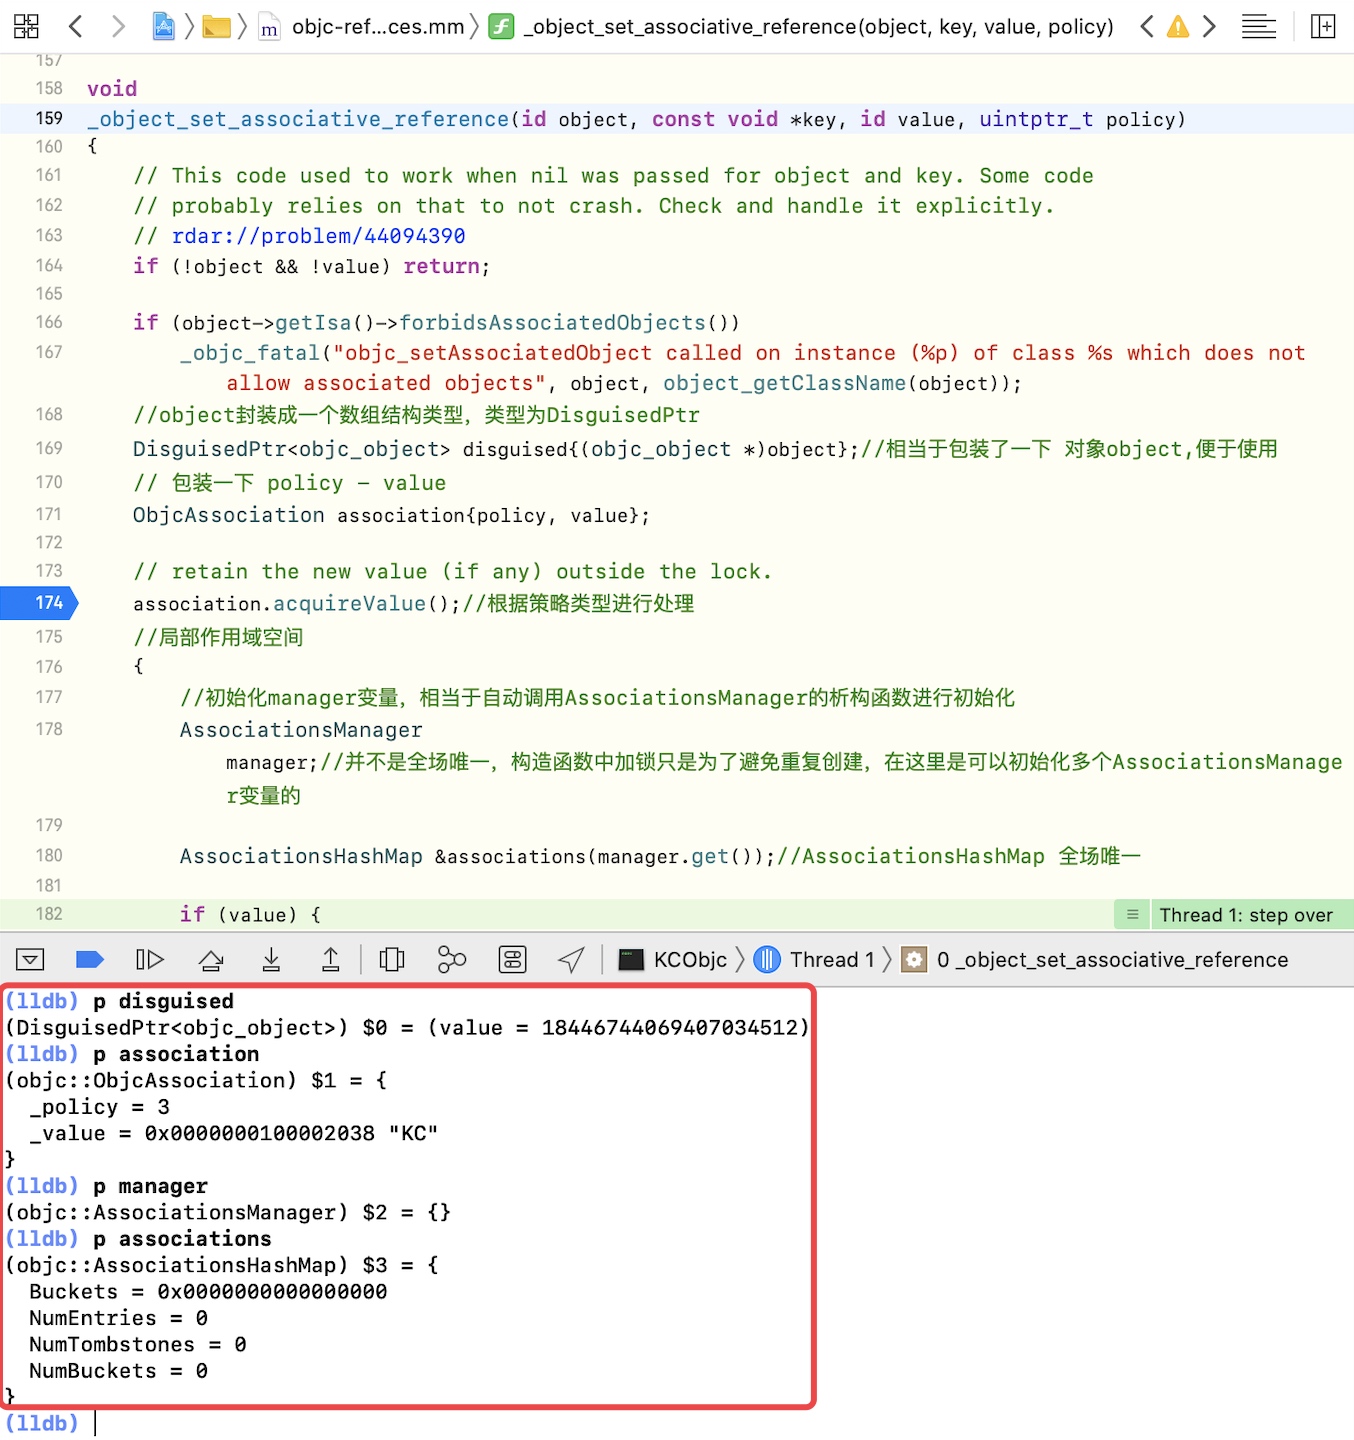 objc-ref...ces.mm
_object_set_associative_reference(object, key, value, policy)
157
158 void
159 _object_set_associative_reference(id object, const void *key, id value, uintptr_t policy)
160 {
161 // This code used to work when nil was passed for object and key. Some code
162 // probably relies on that to not crash. Check and handle it explicitly.
163 // rdar://problem/44094390
164 if (!object && !value) return;
165
166 if (object->getIsa()->forbidsAssociatedObjects())
167 _objc_fatal("objc_setAssociatedObject called on instance (%p) of class %s which does not
allow associated objects", object, object_getClassName(object));
168 //object封装成一个数组结构类型，类型为DisguisedPtr
169 DisguisedPtr<objc_object> disguised{(objc_object *)object};//相当于包装了一下 对象object,便于使用
170 // 包装一下 policy - value
171 ObjcAssociation association{policy, value};
172
173 // retain the new value (if any) outside the lock.
174 association.acquireValue();//根据策略类型进行处理
175 //局部作用域空间
176 {
177 //初始化manager变量，相当于自动调用AssociationsManager的析构函数进行初始化
178 AssociationsManager
manager;//并不是全场唯一，构造函数中加锁只是为了避免重复创建，在这里是可以初始化多个AssociationsManage
r变量的
179
180 AssociationsHashMap &associations(manager.get());//AssociationsHashMap 全场唯一
181
182 if (value) {
Thread 1: step over
KCObjc
Thread 1
0 _object_set_associative_reference
(lldb) p disguised
(DisguisedPtr<objc_object>) $0 = (value = 18446744069407034512)
(lldb) p association
(objc::ObjcAssociation) $1 = {
_policy = 3
_value = 0x0000000100002038 "KC"
}
(lldb) p manager
(objc::AssociationsManager) $2 = {}
(lldb) p associations
(objc::AssociationsHashMap) $3 = {
Buckets = 0x0000000000000000
NumEntries = 0
NumTombstones = 0
NumBuckets = 0
}
(lldb)